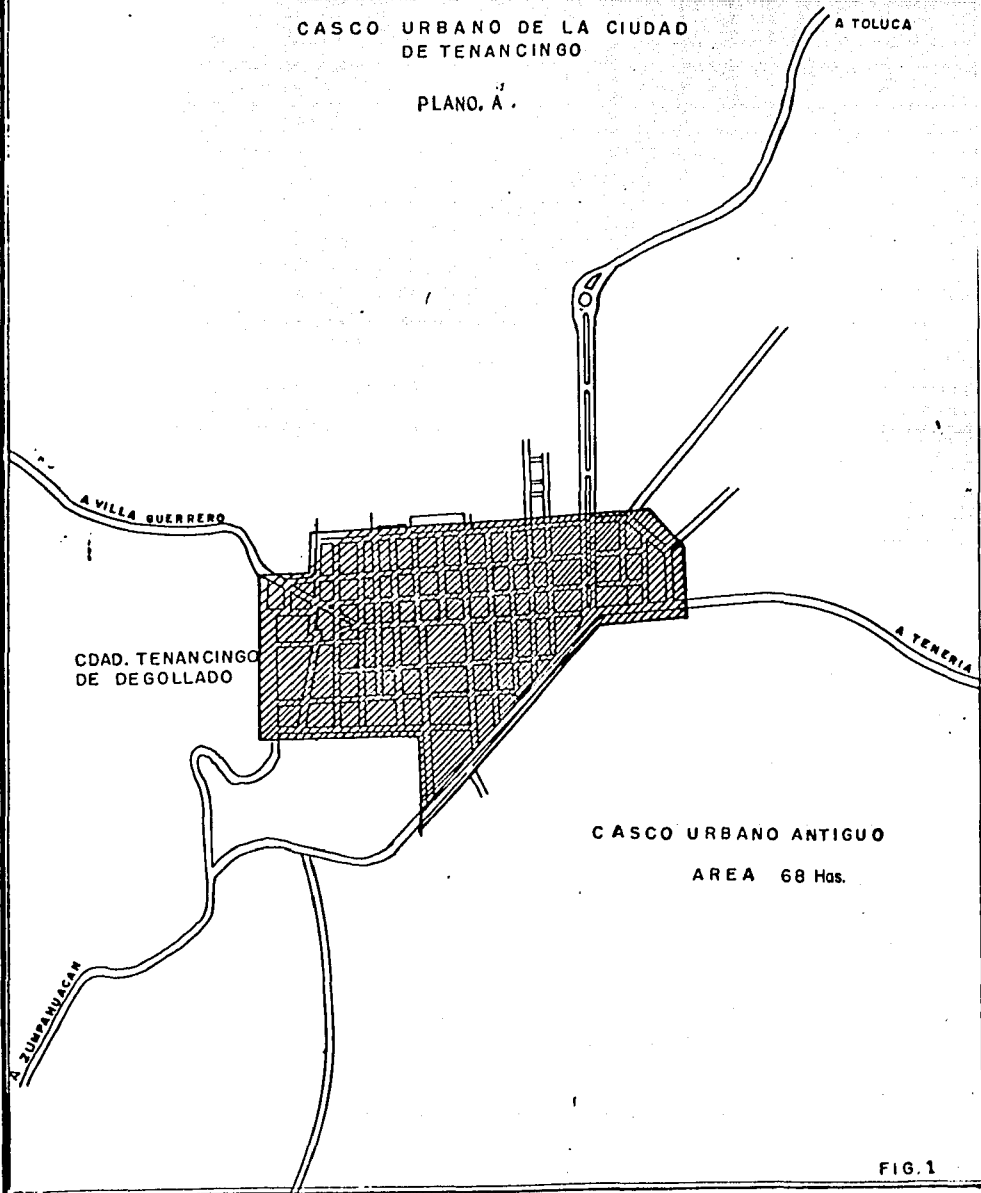 CASCO URBANO DE LA CIUDAD
DE TENANCINGO
PLANO. A.
A TOLUCA
A VILLA GUERRERO
CDAD. TENANCINGO
DE DEGOLLADO
A TENERIA
CASCO URBANO ANTIGUO
AREA 68 Has.
A ZUMPAHUACAN
FIG.1